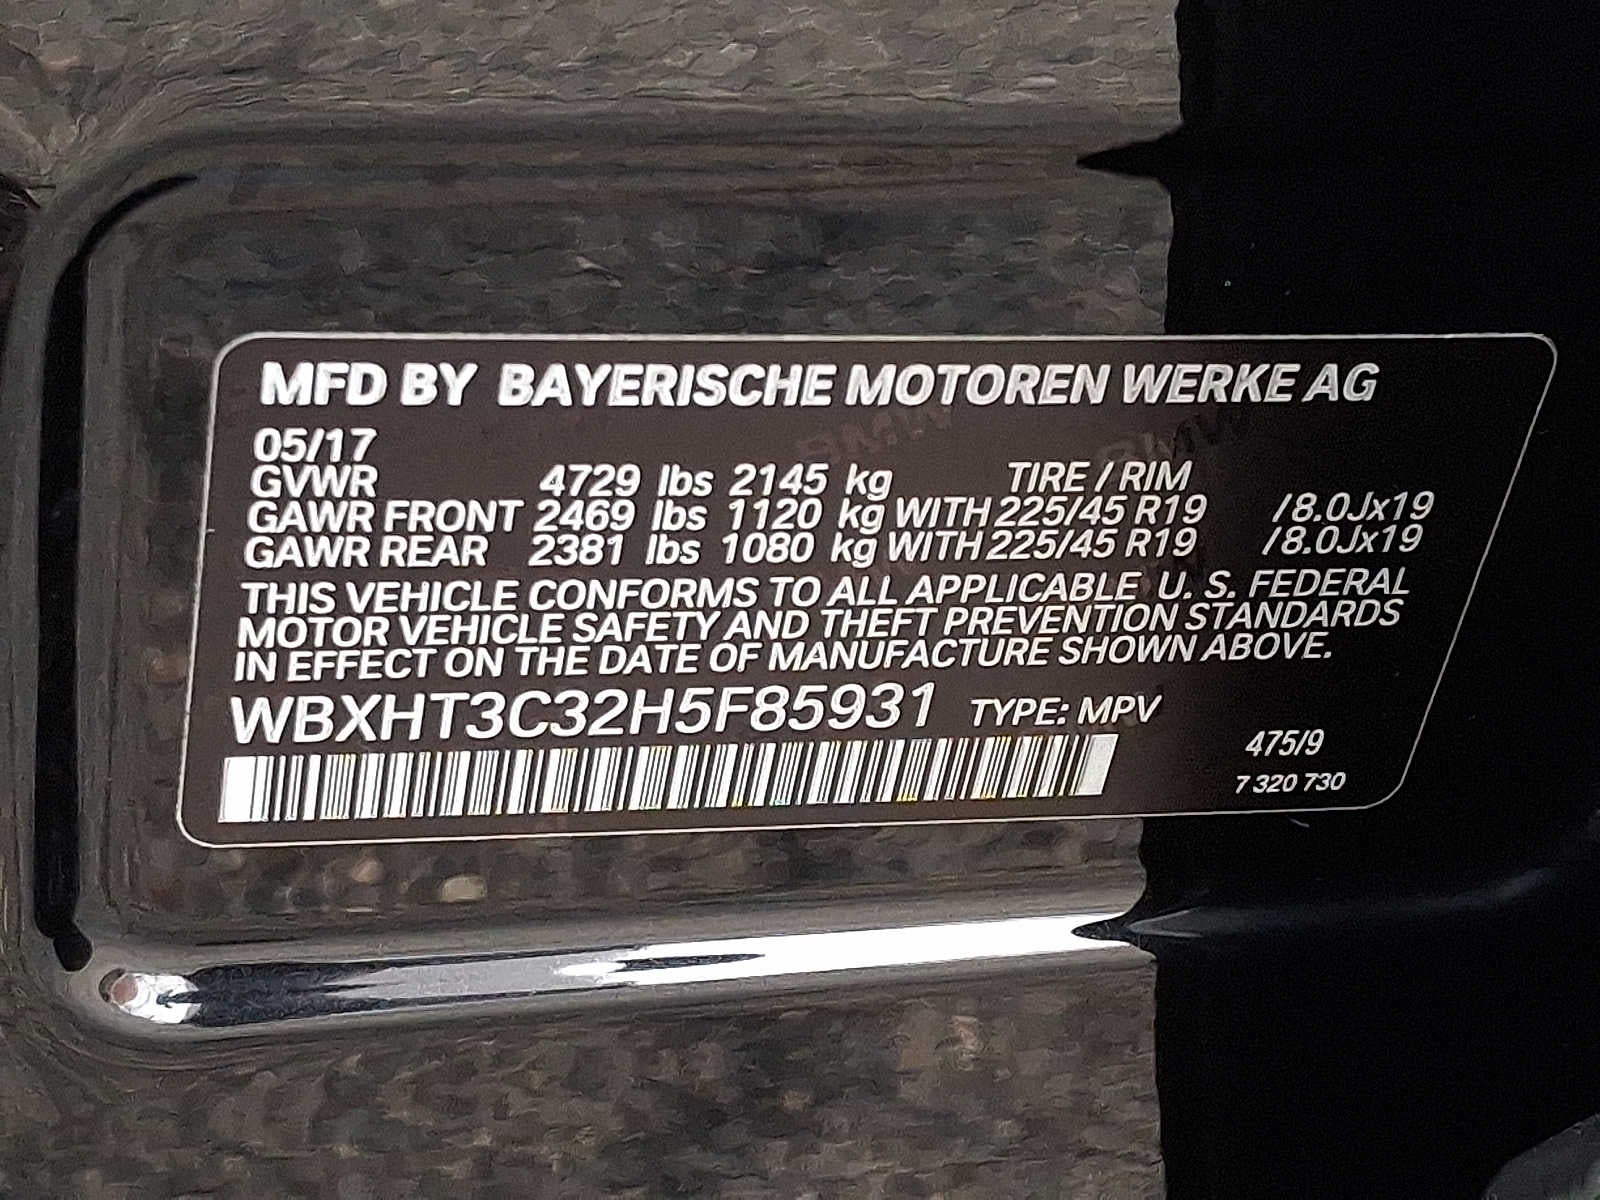 MFD BY BAYERISCHE MOTOREN WERKE AG
05/17
GVWR 4729 lbs 2145 kg TIRE / RIM
GAWR FRONT 2469 lbs 1120 kg WITH 225/45 R19 /8.0Jx19
GAWR REAR 2381 lbs 1080 kg WITH 225/45 R19 /8.0Jx19
THIS VEHICLE CONFORMS TO ALL APPLICABLE U. S. FEDERAL
MOTOR VEHICLE SAFETY AND THEFT PREVENTION STANDARDS
IN EFFECT ON THE DATE OF MANUFACTURE SHOWN ABOVE.
WBXHT3C32H5F85931 TYPE: MPV
475/9
7 320 730